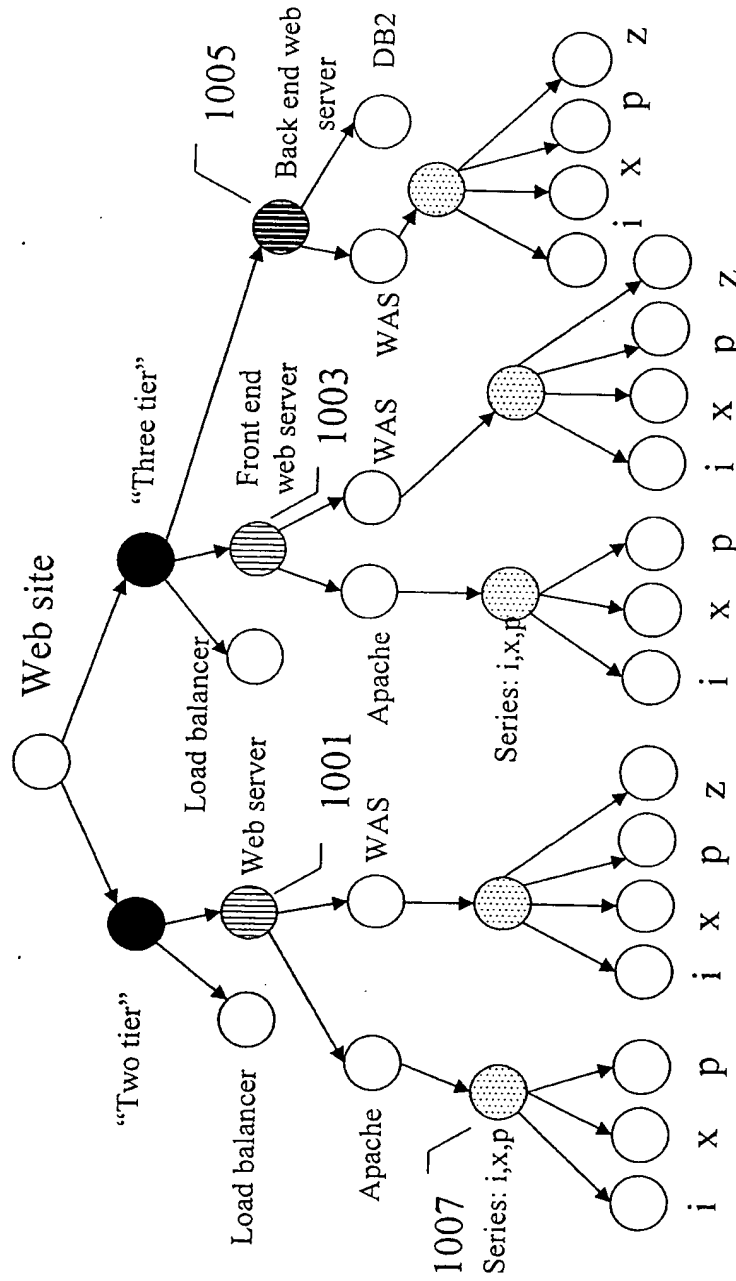 Web site
“Two tier”
“Three tier”
Load balancer
Web server
1001
Load balancer
Front end
web server
1003
1005
Back end web
server
Apache
WAS
Apache
WAS
WAS
DB2
1007
Series: i,x,p
Series: i,x,p
i
x
p
i
x
p
z
i
x
p
i
x
p
z
i
x
p
z